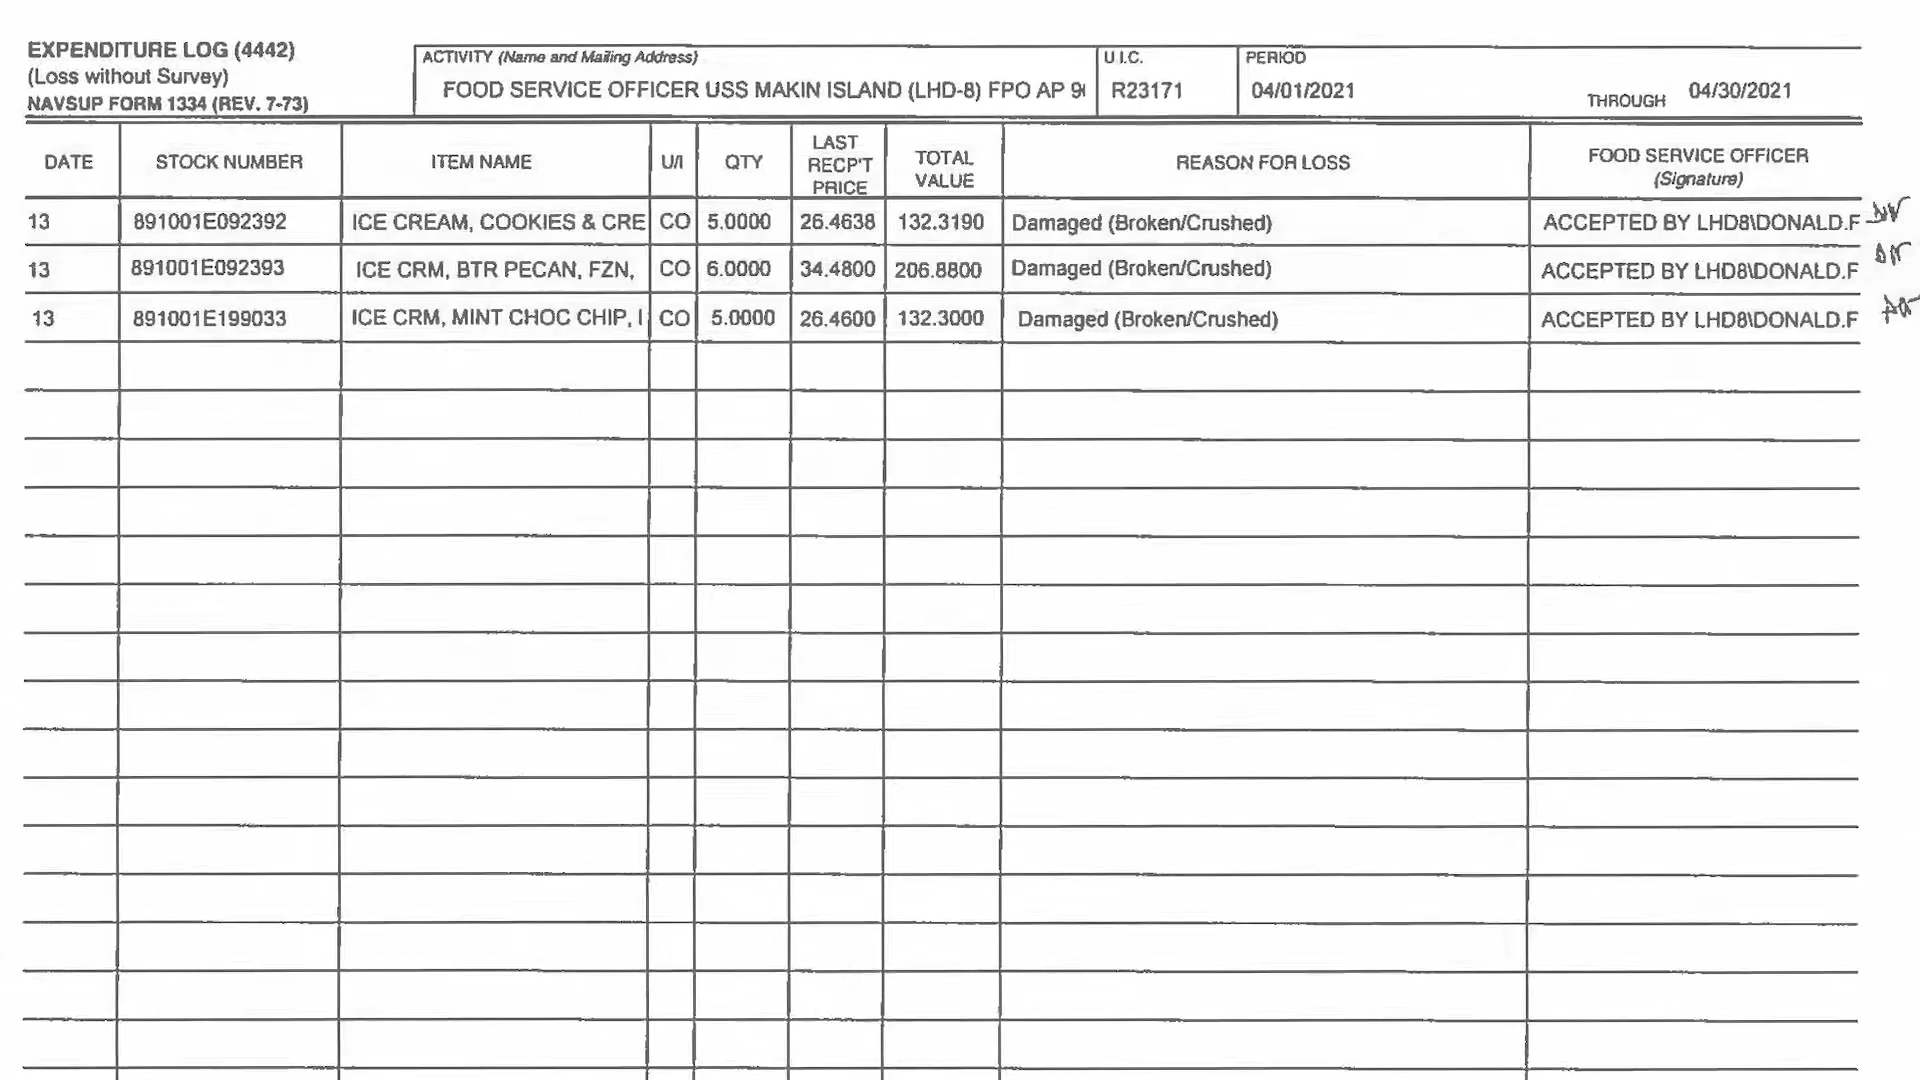 EXPENDITURE LOG (4442)
(Loss without Survey)
NAVSUP FORM 1334 (REV. 7-73)
ACTIVITY (Name and Mailing Address)
FOOD SERVICE OFFICER USS MAKIN ISLAND (LHD-8) FPO AP 9
U.I.C.
R23171
PERIOD
04/01/2021 THROUGH 04/30/2021
DATE STOCK NUMBER ITEM NAME U/I QTY LAST RECP'T PRICE TOTAL VALUE REASON FOR LOSS FOOD SERVICE OFFICER (Signature)
13 891001E092392 ICE CREAM, COOKIES & CRE CO 5.0000 26.4638 132.3190 Damaged (Broken/Crushed) ACCEPTED BY LHD8\DONALD.F
13 891001E092393 ICE CRM, BTR PECAN, FZN, CO 6.0000 34.4800 206.8800 Damaged (Broken/Crushed) ACCEPTED BY LHD8\DONALD.F
13 891001E199033 ICE CRM, MINT CHOC CHIP, I CO 5.0000 26.4600 132.3000 Damaged (Broken/Crushed) ACCEPTED BY LHD8\DONALD.F